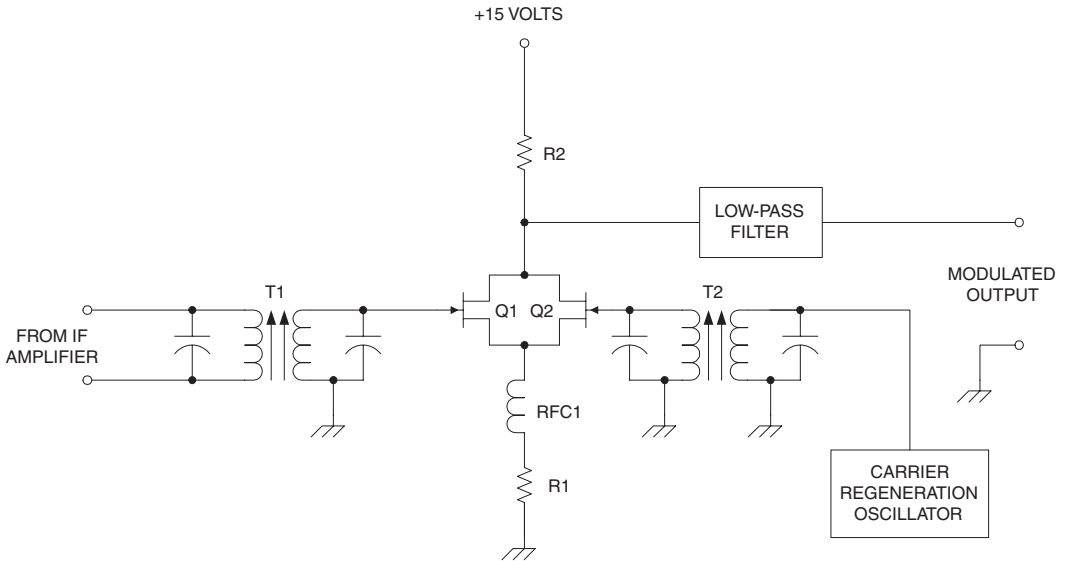 +15 VOLTS
R2
LOW-PASS
FILTER
T1
Q1
Q2
T2
MODULATED
OUTPUT
FROM IF
AMPLIFIER
RFC1
R1
CARRIER
REGENERATION
OSCILLATOR